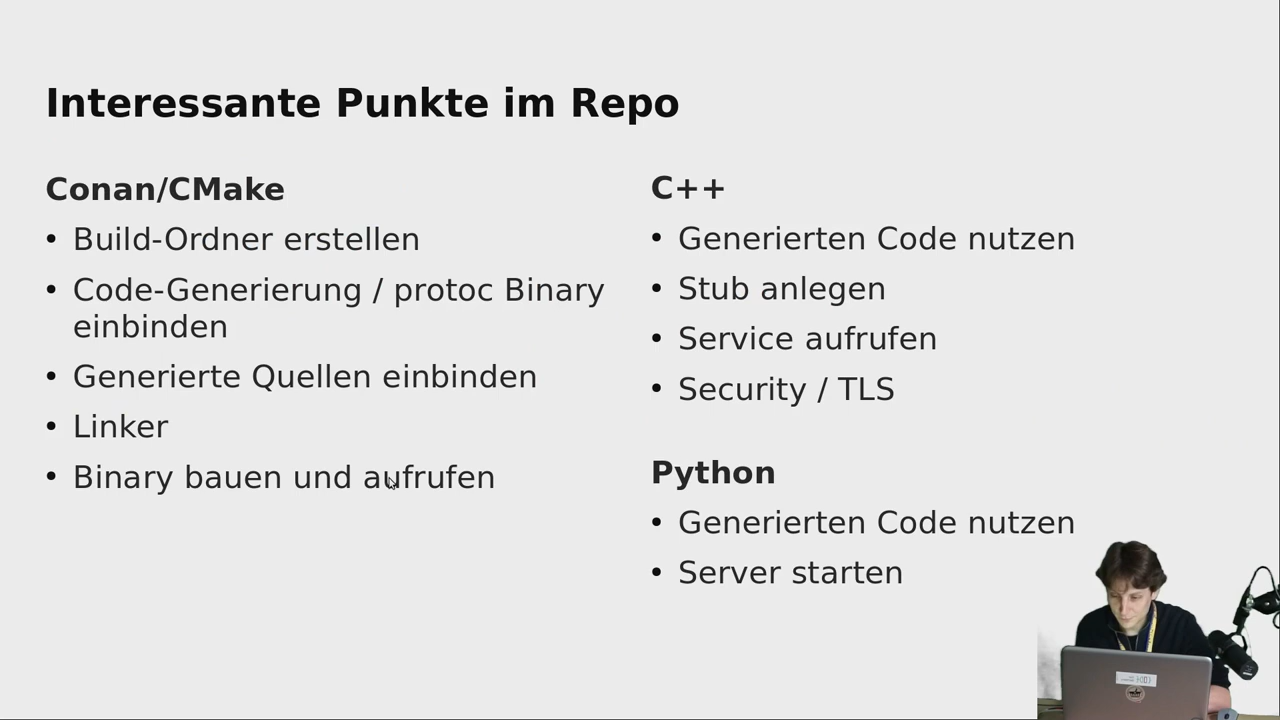 Interessante Punkte im Repo
Conan/CMake
• Build-Ordner erstellen
• Code-Generierung / protoc Binary
einbinden
• Generierte Quellen einbinden
• Linker
• Binary bauen und aufrufen
C++
• Generierten Code nutzen
• Stub anlegen
• Service aufrufen
• Security / TLS
Python
• Generierten Code nutzen
• Server starten